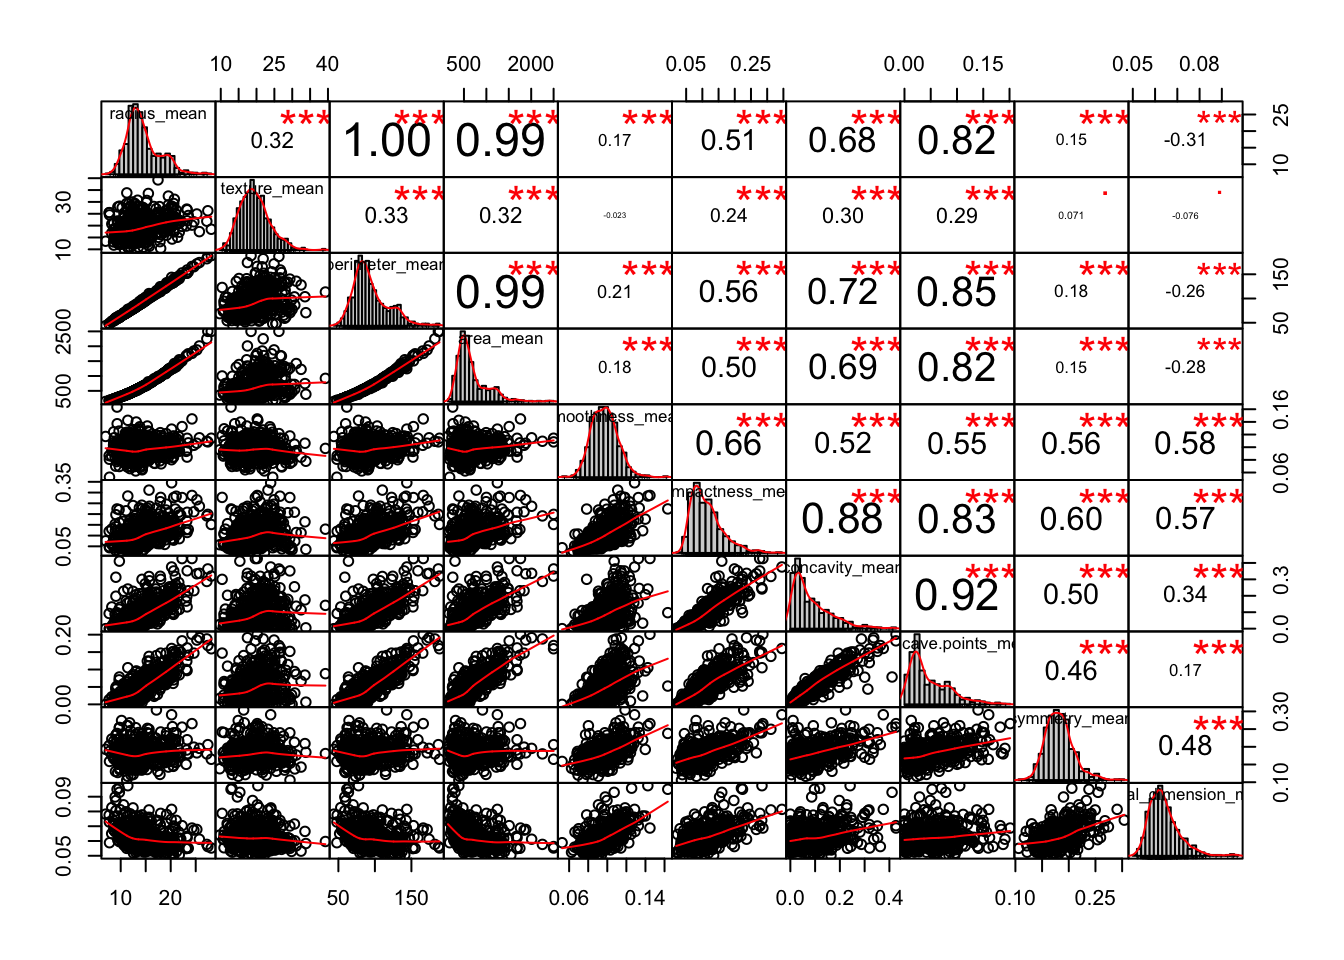 10 25 40 500 2000 0.05 0.25 0.00 0.15 0.05 0.08
radius_mean 0.32 *** 1.00 *** 0.99 *** 0.17 *** 0.51 *** 0.68 *** 0.82 *** 0.15 *** -0.31 *** 10 25
10 30 texture_mean 0.33 *** 0.32 *** -0.023 0.24 *** 0.30 *** 0.29 *** 0.071 . -0.076 .
perimeter_mean 0.99 *** 0.21 *** 0.56 *** 0.72 *** 0.85 *** 0.18 *** -0.26 *** 50 150
500 2500 area_mean 0.18 *** 0.50 *** 0.69 *** 0.82 *** 0.15 *** -0.28 ***
moothness_mea 0.66 *** 0.52 *** 0.55 *** 0.56 *** 0.58 *** 0.06 0.16
0.05 0.35 mpactness_me 0.88 *** 0.83 *** 0.60 *** 0.57 ***
concavity_mean 0.92 *** 0.50 *** 0.34 *** 0.0 0.3
0.00 0.20 cave.points_me 0.46 *** 0.17 ***
symmetry_mean 0.48 *** 0.10 0.30
0.05 0.09 al_dimension_m
10 20 50 150 0.06 0.14 0.0 0.2 0.4 0.10 0.25